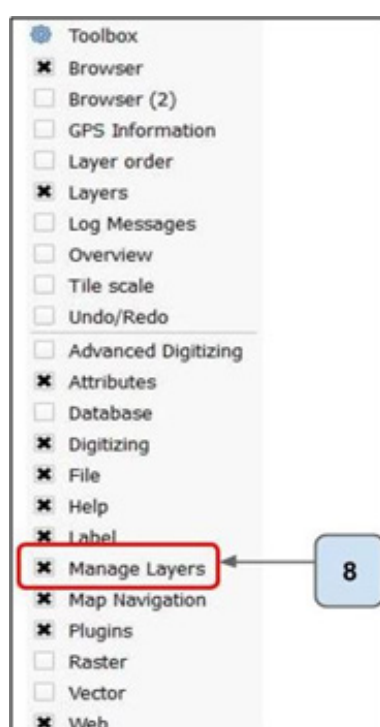 Toolbox
Browser
Browser (2)
GPS Information
Layer order
Layers
Log Messages
Overview
Tile scale
Undo/Redo
Advanced Digitizing
Attributes
Database
Digitizing
File
Help
Label
Manage Layers
8
Map Navigation
Plugins
Raster
Vector
Web